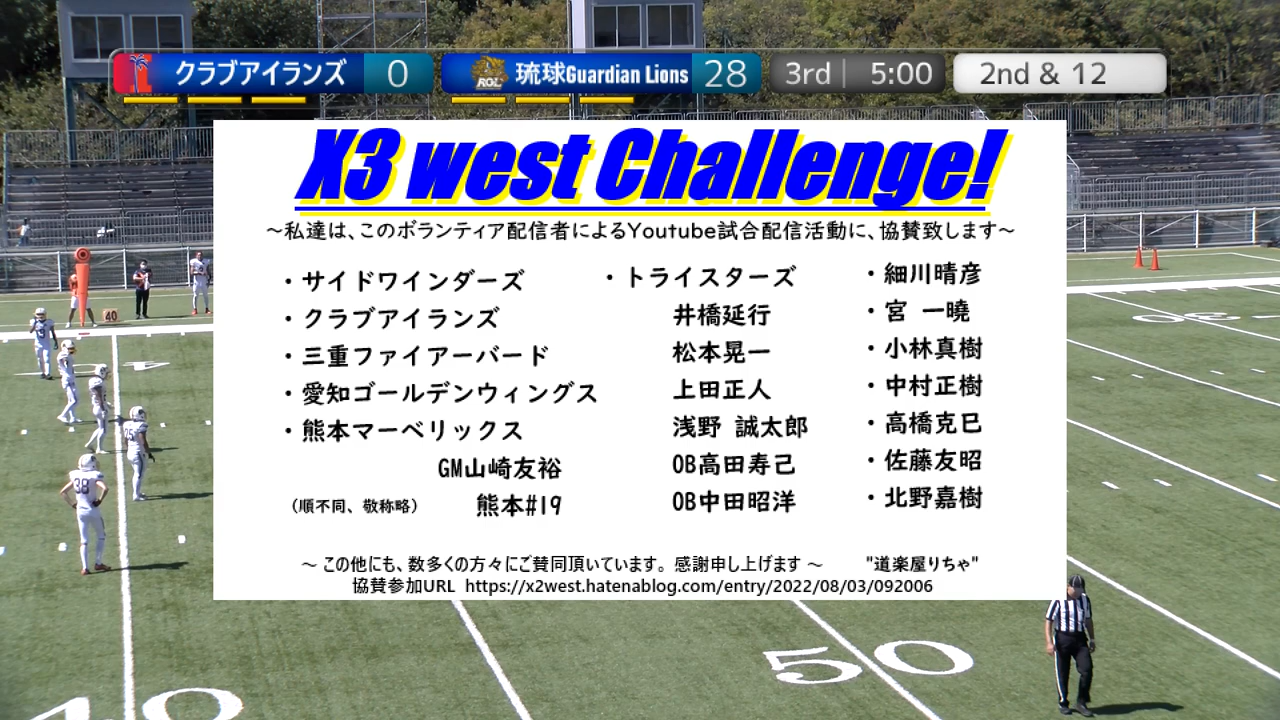 クラブアイランズ 0 RGL 琉球Guardian Lions 28 3rd 5:00 2nd & 12
X3 west Challenge!
～私達は、このボランティア配信者によるYoutube試合配信活動に、協賛致します～
・サイドワインダーズ
・クラブアイランズ
・三重ファイアーバード
・愛知ゴールデンウィングス
・熊本マーベリックス
GM山崎友裕
（順不同、敬称略） 熊本#19
・トライスターズ
井橋延行
松本晃一
上田正人
浅野 誠太郎
OB高田寿己
OB中田昭洋
・細川晴彦
・宮 一曉
・小林真樹
・中村正樹
・高橋克巳
・佐藤友昭
・北野嘉樹
～ この他にも、数多くの方々にご賛同頂いています。感謝申し上げます ～ "道楽屋りちゃ"
協賛参加URL https://x2west.hatenablog.com/entry/2022/08/03/092006
40
38
50